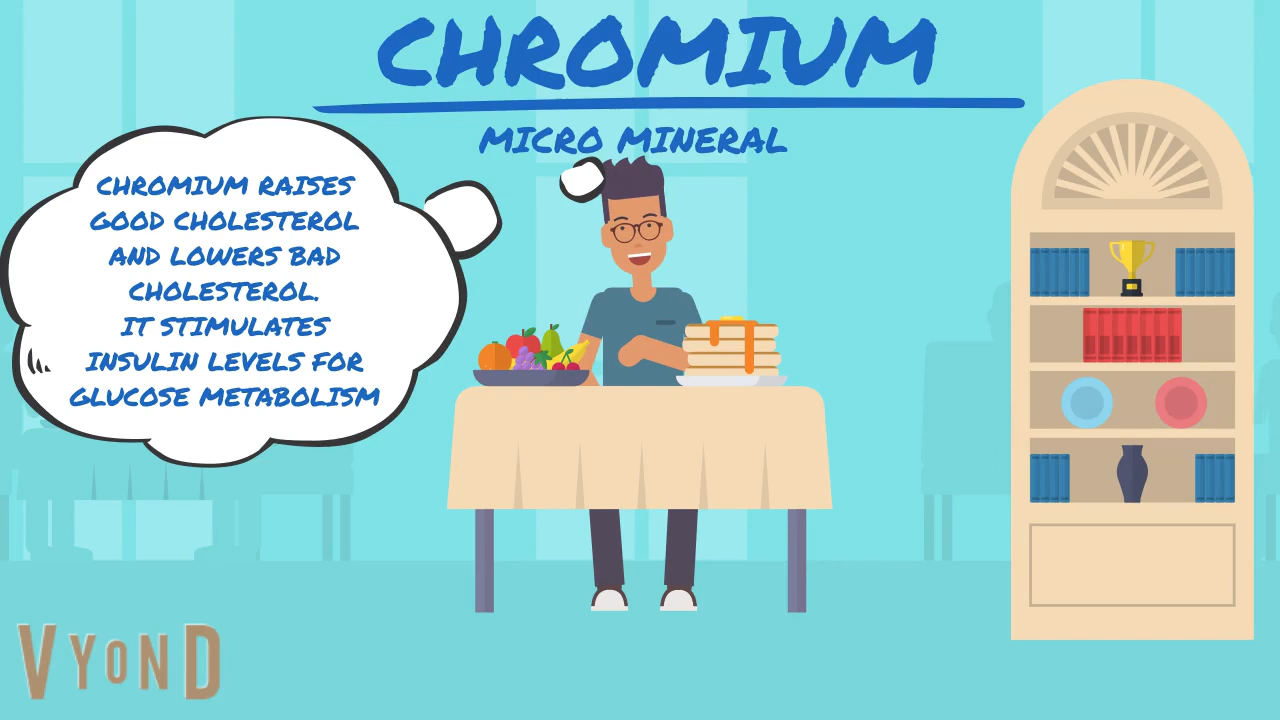 CHROMIUM
MICRO MINERAL
CHROMIUM RAISES
GOOD CHOLESTEROL
AND LOWERS BAD
CHOLESTEROL.
IT STIMULATES
INSULIN LEVELS FOR
GLUCOSE METABOLISM
VYOND